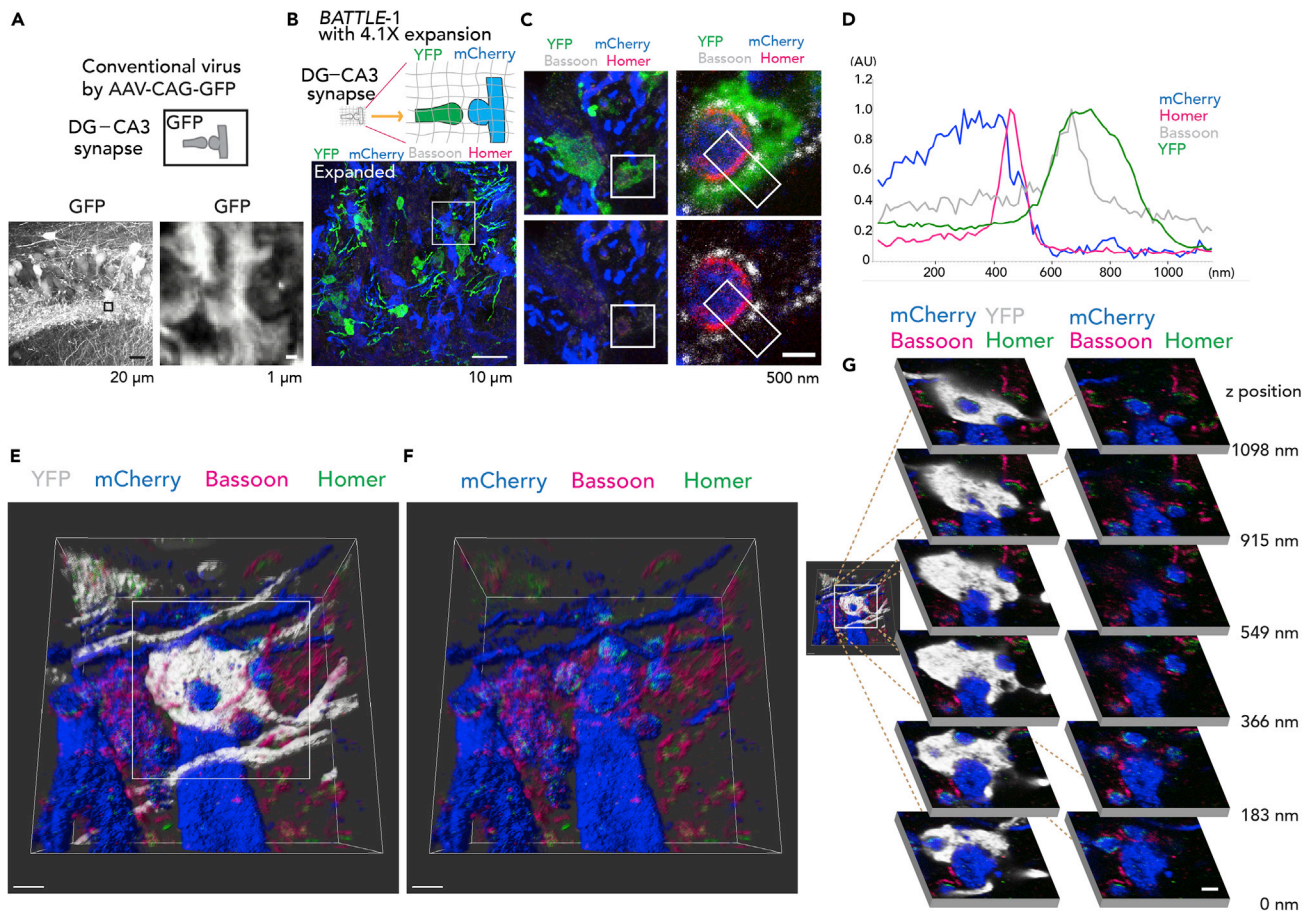 A
Conventional virus
by AAV-CAG-GFP
DG−CA3
synapse
GFP
GFP
GFP
20 µm
1 µm
B
BATTLE-1
with 4.1X expansion
YFP mCherry
DG−CA3
synapse
YFP mCherry Bassoon Homer
Expanded
10 µm
C
YFP mCherry
Bassoon Homer
YFP mCherry
Bassoon Homer
500 nm
D
(AU)
1.2
1.0
0.8
0.6
0.4
0.2
0
200 400 600 800 1000 (nm)
mCherry
Homer
Bassoon
YFP
E
YFP mCherry Bassoon Homer
F
mCherry Bassoon Homer
G
mCherry YFP
Bassoon Homer
mCherry
Bassoon Homer
z position
1098 nm
915 nm
549 nm
366 nm
183 nm
0 nm